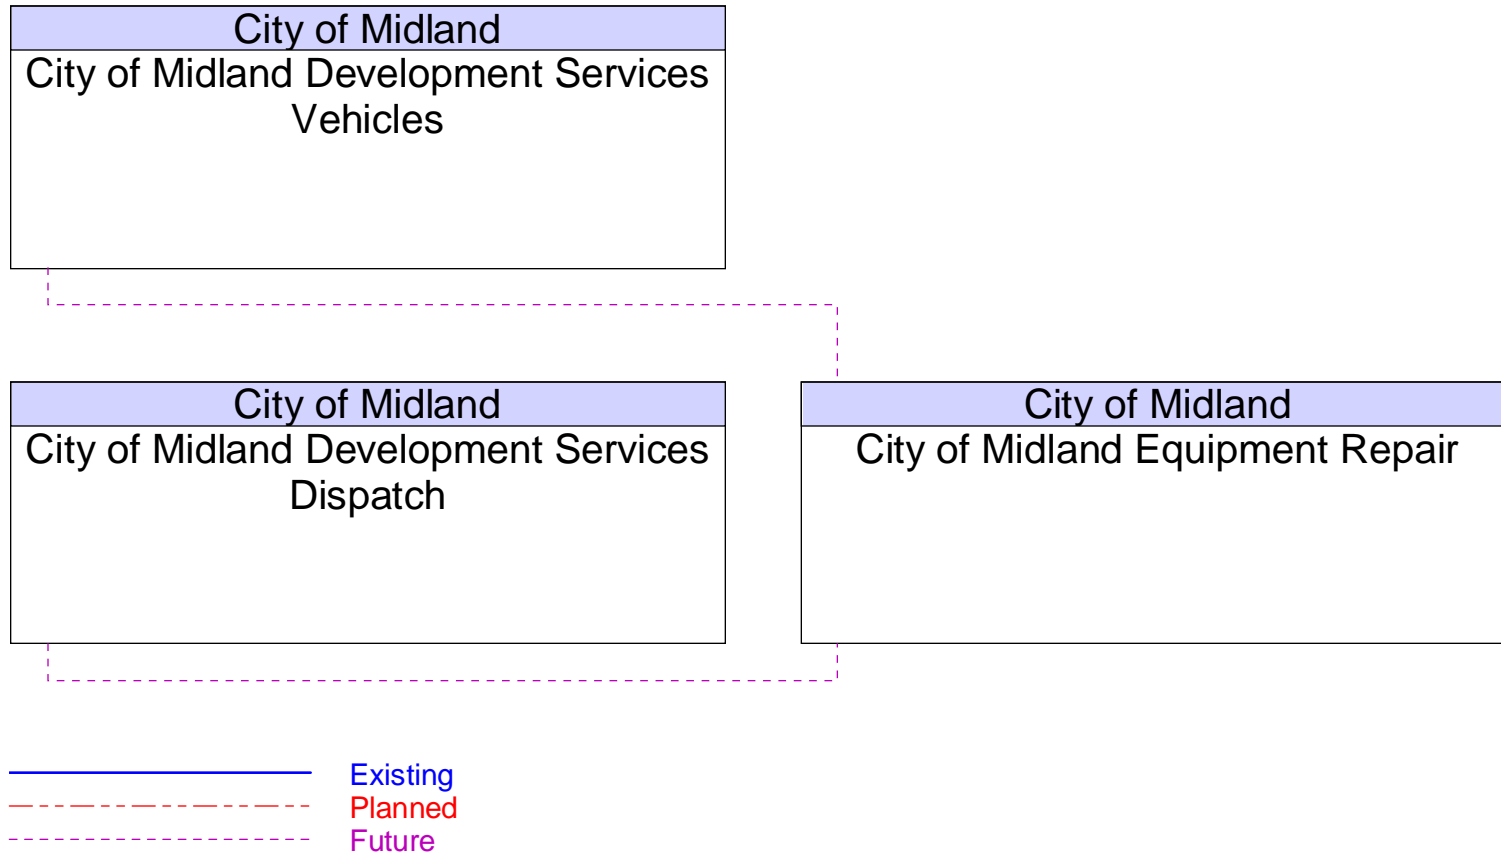 City of Midland
City of Midland Development Services
Vehicles
City of Midland
City of Midland Development Services
Dispatch
City of Midland
City of Midland Equipment Repair
Existing
Planned
Future